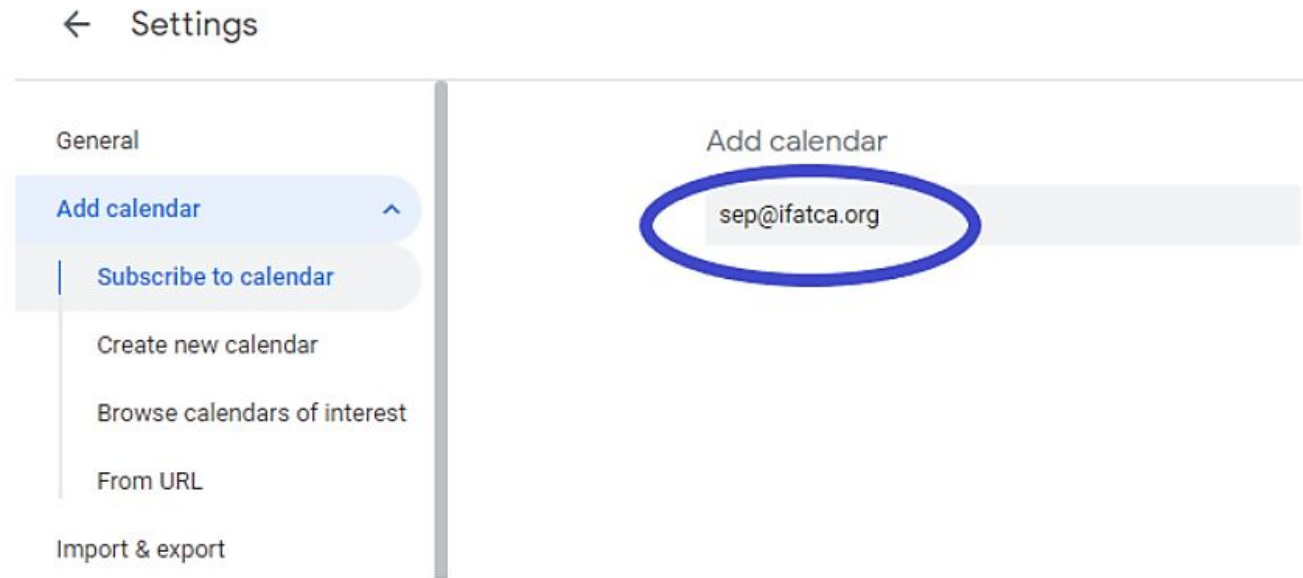 ← Settings
General
Add calendar
Subscribe to calendar
Create new calendar
Browse calendars of interest
From URL
Import & export
Add calendar
sep@ifatca.org